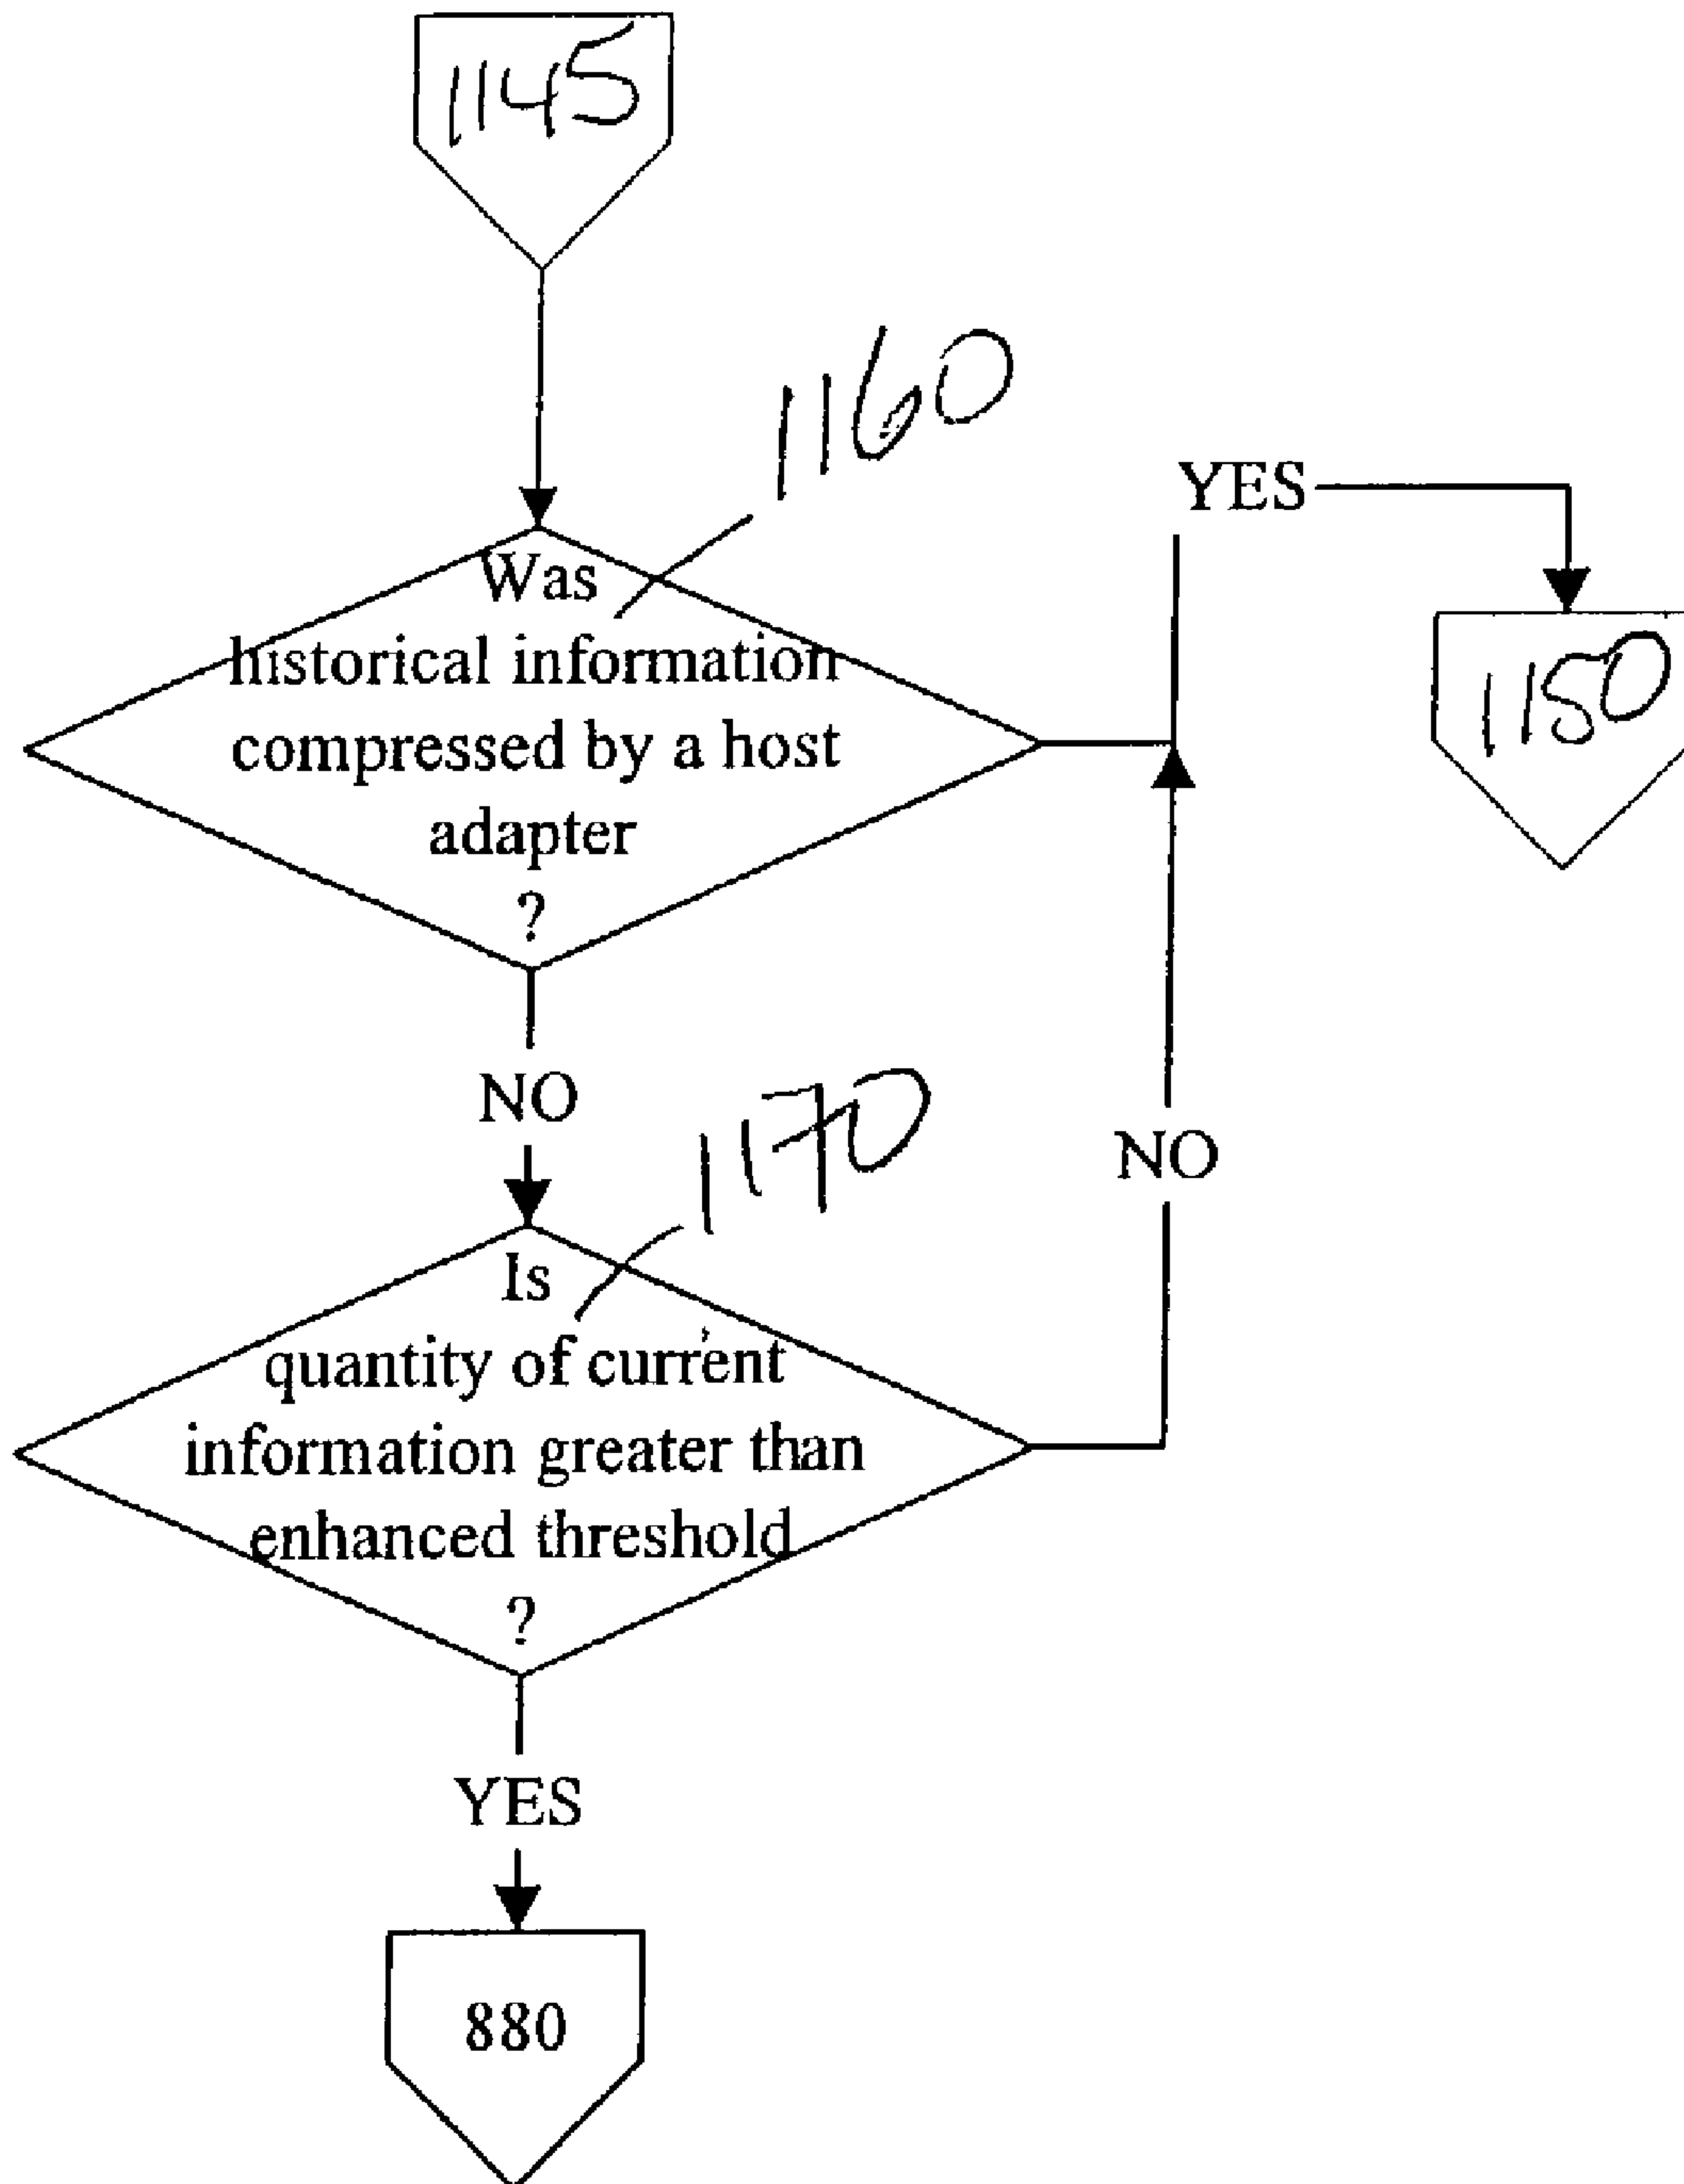 1145
1160
YES
Was
historical information
compressed by a host
adapter
?
1150
NO
1170
NO
Is
quantity of current
information greater than
enhanced threshold
?
YES
880